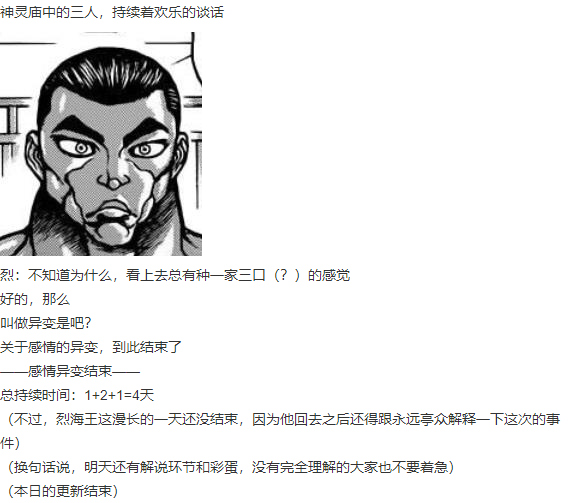 神灵庙中的三人，持续着欢乐的谈话
烈：不知道为什么，看上去总有种一家三口（？）的感觉
好的，那么
叫做异变是吧？
关于感情的异变，到此结束了
——感情异变结束——
总持续时间：1+2+1=4天
（不过，烈海王这漫长的一天还没结束，因为他回去之后还得跟永远亭众解释一下这次的事
件）
（换句话说，明天还有解说环节和彩蛋，没有完全理解的大家也不要着急）
（本日的更新结束）